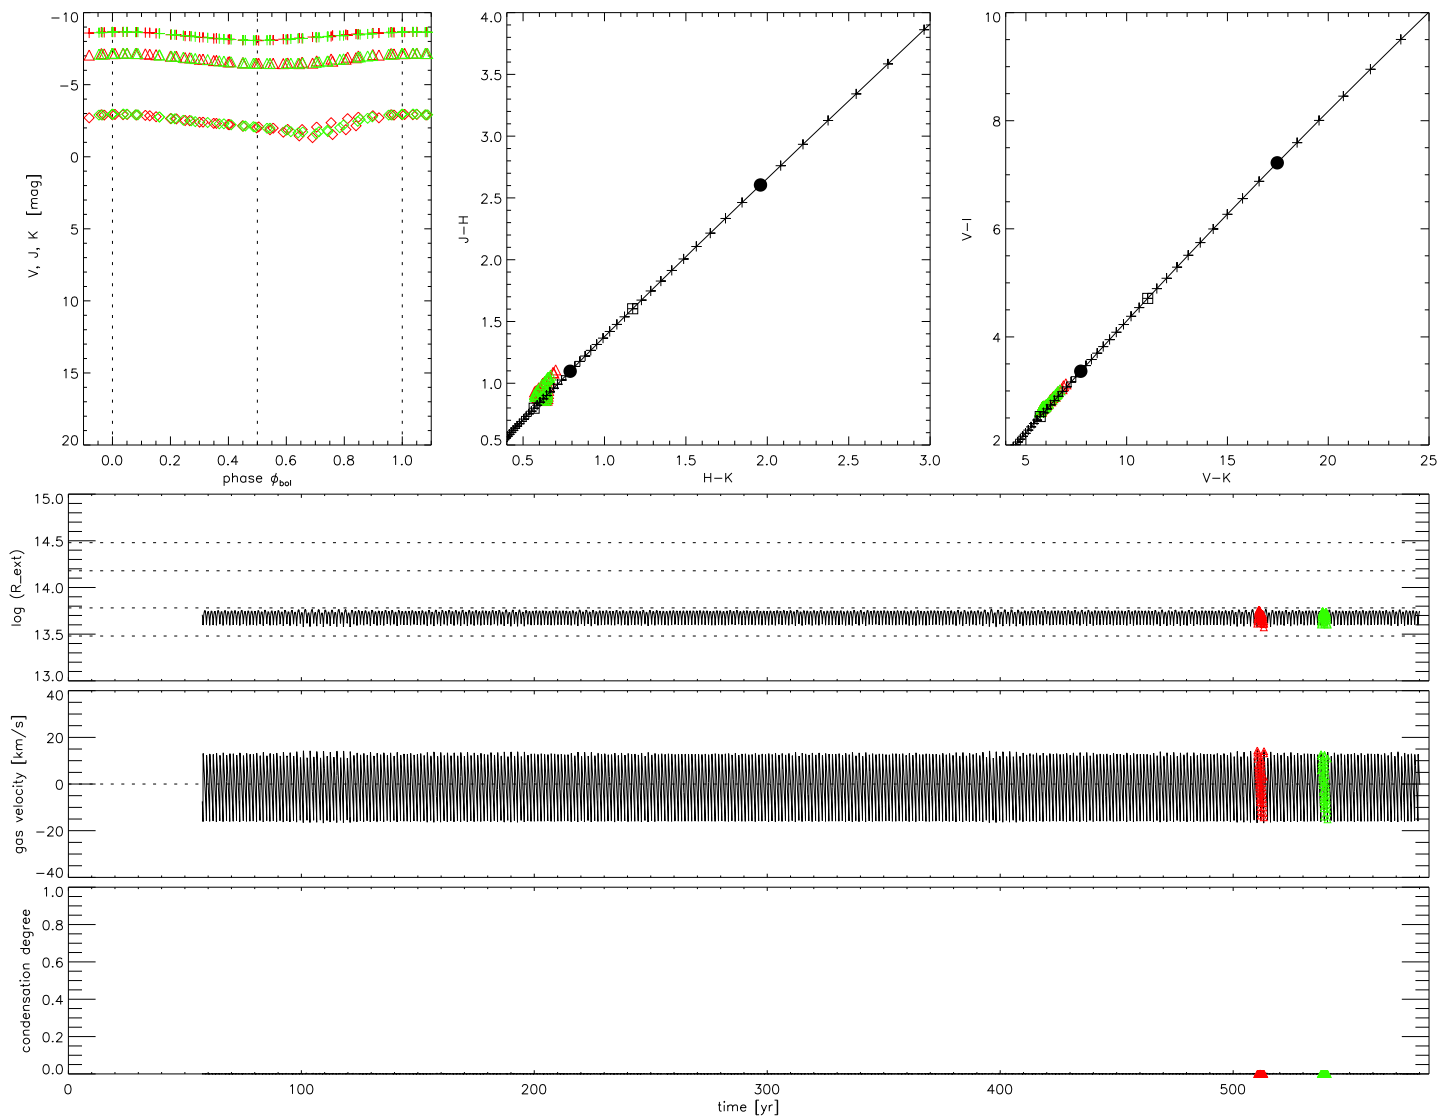 -10
-5
0
5
10
15
20
V, J, K [mag]
0.0 0.2 0.4 0.6 0.8 1.0
phase ϕbol
4.0
3.5
3.0
2.5
2.0
1.5
1.0
0.5
J-H
0.5 1.0 1.5 2.0 2.5 3.0
H-K
10
8
6
4
2
V-I
5 10 15 20 25
V-K
15.0
14.5
14.0
13.5
13.0
log (R_ext)
40
20
0
-20
-40
gas velocity [km/s]
1.0
0.8
0.6
0.4
0.2
0.0
condensation degree
0 100 200 300 400 500
time [yr]